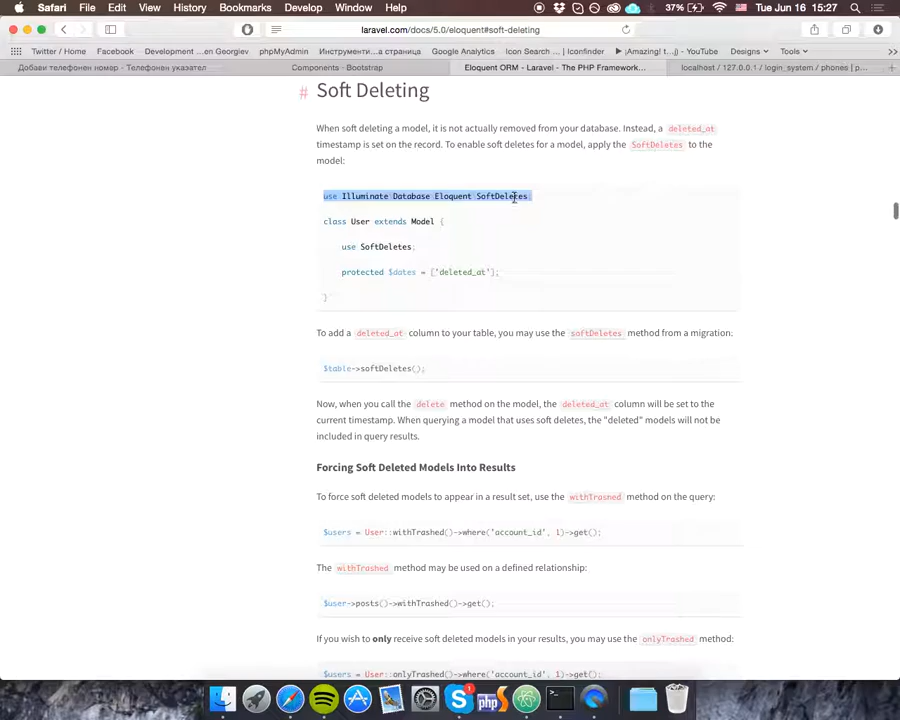 Safari File Edit View History Bookmarks Develop Window Help 37% Tue Jun 16 15:27
laravel.com/docs/5.0/eloquent#soft-deleting
Twitter / Home Facebook Development ... en Georgiev phpMyAdmin Инструменти...а страница Google Analytics Icon Search ... | Iconfinder ▶ ¡Amazing! t...j - YouTube Designs Tools >>
Добави телефонен номер - Телефонен указател Components · Bootstrap Eloquent ORM - Laravel - The PHP Framework... localhost / 127.0.0.1 / login_system / phones | p...
# Soft Deleting
When soft deleting a model, it is not actually removed from your database. Instead, a deleted_at
timestamp is set on the record. To enable soft deletes for a model, apply the SoftDeletes to the
model:
use Illuminate Database Eloquent SoftDeletes;
class User extends Model {
use SoftDeletes;
protected $dates = ['deleted_at'];
}
To add a deleted_at column to your table, you may use the softDeletes method from a migration:
$table->softDeletes();
Now, when you call the delete method on the model, the deleted_at column will be set to the
current timestamp. When querying a model that uses soft deletes, the "deleted" models will not be
included in query results.
Forcing Soft Deleted Models Into Results
To force soft deleted models to appear in a result set, use the withTrashed method on the query:
$users = User::withTrashed()->where('account_id', 1)->get();
The withTrashed method may be used on a defined relationship:
$user->posts()->withTrashed()->get();
If you wish to only receive soft deleted models in your results, you may use the onlyTrashed method:
$users = User::onlyTrashed()->where('account_id', 1)->get();
1
php